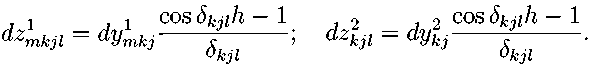 $dz^1_{mkjl} = dy^1_{mkj} \frac{\cos \delta_{kjl} h - 1}{\delta_{kjl}}; \quad dz^2_{kjl} = dy^2_{kj} \frac{\cos \delta_{kjl} h - 1}{\delta_{kjl}}.$